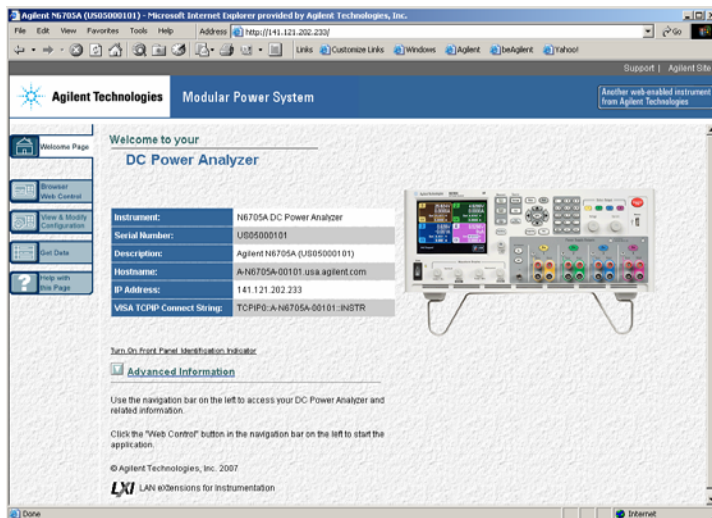 Agilent N6705A (US05000101) - Microsoft Internet Explorer provided by Agilent Technologies, Inc.
File Edit View Favorites Tools Help Address http://141.121.202.233/ Go
Links Customize Links Windows Agilent beAgilent Yahoo!
Support | Agilent Site
Agilent Technologies Modular Power System
Another web-enabled instrument
from Agilent Technologies
Welcome Page
Browser
Web Control
View & Modify
Configuration
Get Data
Help with
this Page
Welcome to your
DC Power Analyzer
Instrument: N6705A DC Power Analyzer
Serial Number: US05000101
Description: Agilent N6705A (US05000101)
Hostname: A-N6705A-00101.usa.agilent.com
IP Address: 141.121.202.233
VISA TCPIP Connect String: TCPIP0::A-N6705A-00101::INSTR
Turn On Front Panel Identification Indicator
Advanced Information
Use the navigation bar on the left to access your DC Power Analyzer and
related information.
Click the "Web Control" button in the navigation bar on the left to start the
application.
© Agilent Technologies, Inc. 2007
LXI LAN eXtensions for Instrumentation
Done Internet